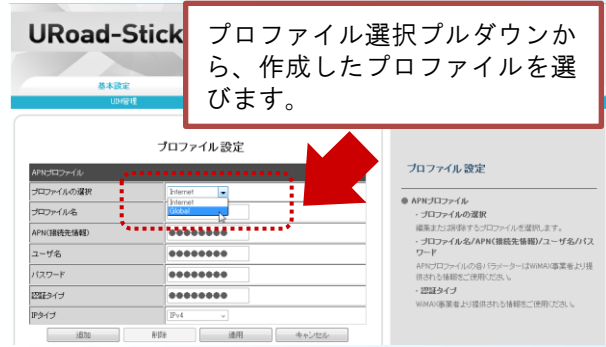 URoad-Stick
プロファイル選択プルダウンか
ら、作成したプロファイルを選
びます。
基本設定
UIM管理
プロファイル設定
APNプロファイル
プロファイルの選択
Internet
Internet
Global
プロファイル名
APN(接続先情報)
●●●●●●●●
ユーザ名
●●●●●●●●
パスワード
●●●●●●●●
認証タイプ
●●●●●●●●
IPタイプ
IPv4
追加
削除
適用
キャンセル
プロファイル設定
● APNプロファイル
・プロファイルの選択
編集または削除するプロファイルを選択します。
・プロファイル名/APN(接続先情報)/ユーザ名/パス
ワード
APNプロファイルの各パラメーターはWiMAX事業者より提
供される情報をご使用ください。
・認証タイプ
WiMAX事業者より提供される情報をご使用ください。